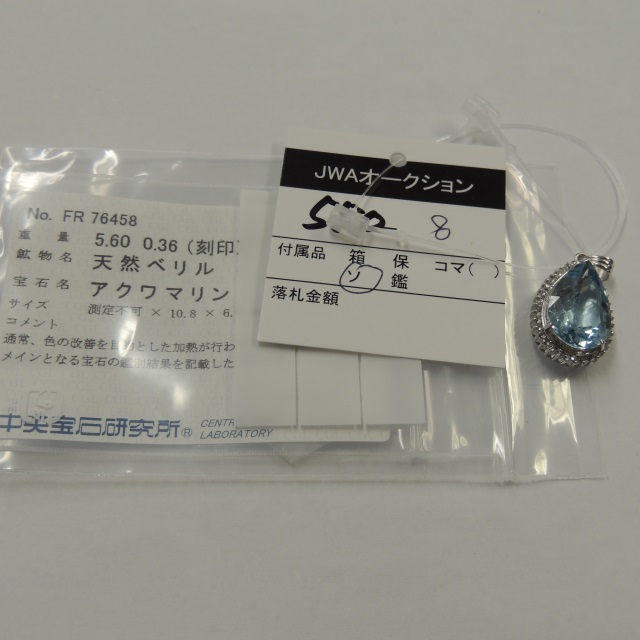 No. FR 76458
重量 5.60 0.36 (刻印)
鉱物名 天然ベリル
宝石名 アクワマリン
サイズ 測定不可 × 10.8 × 6.
コメント
通常、色の改善を目的とした加熱が行わ
メインとなる宝石の鑑別結果を記載した
中央宝石研究所® CENTR
LABORATORY
JWAオークション
8
付属品 箱 保 コマ( )
ソ 鑑
落札金額